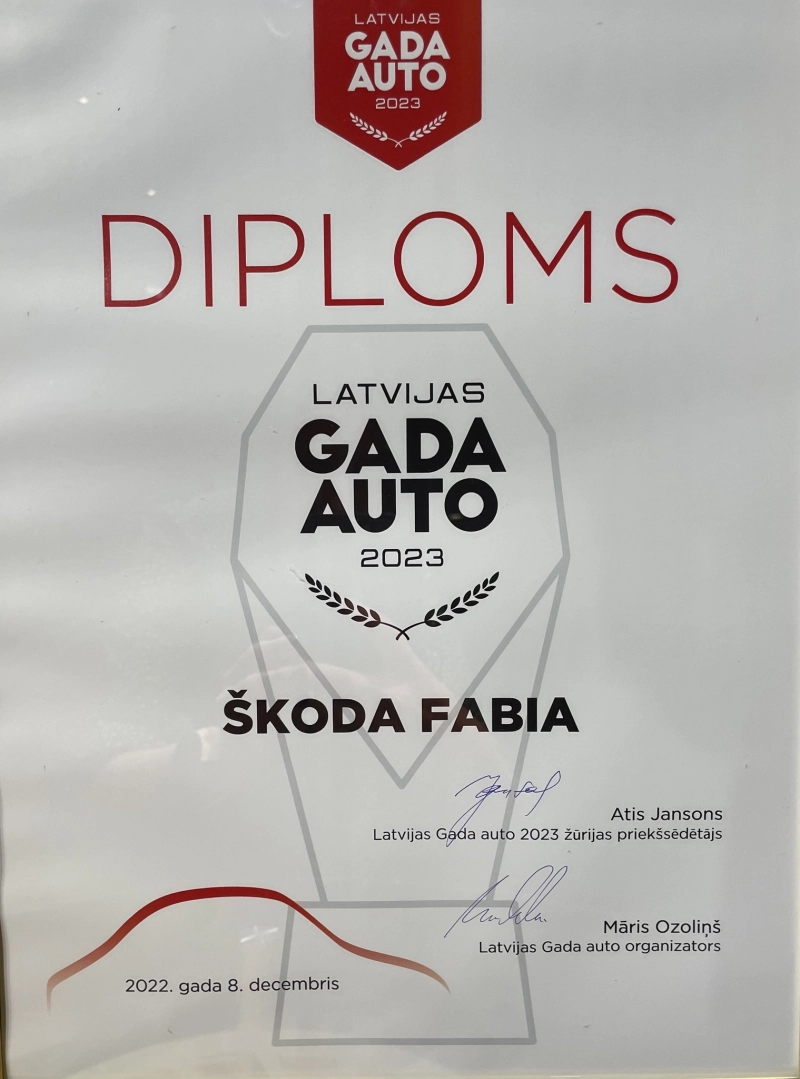 LATVIJAS
GADA
AUTO
2023
DIPLOMS
LATVIJAS
GADA
AUTO
2023
ŠKODA FABIA
Atis Jansons
Latvijas Gada auto 2023 žūrijas priekšsēdētājs
Māris Ozoliņš
Latvijas Gada auto organizators
2022. gada 8. decembris